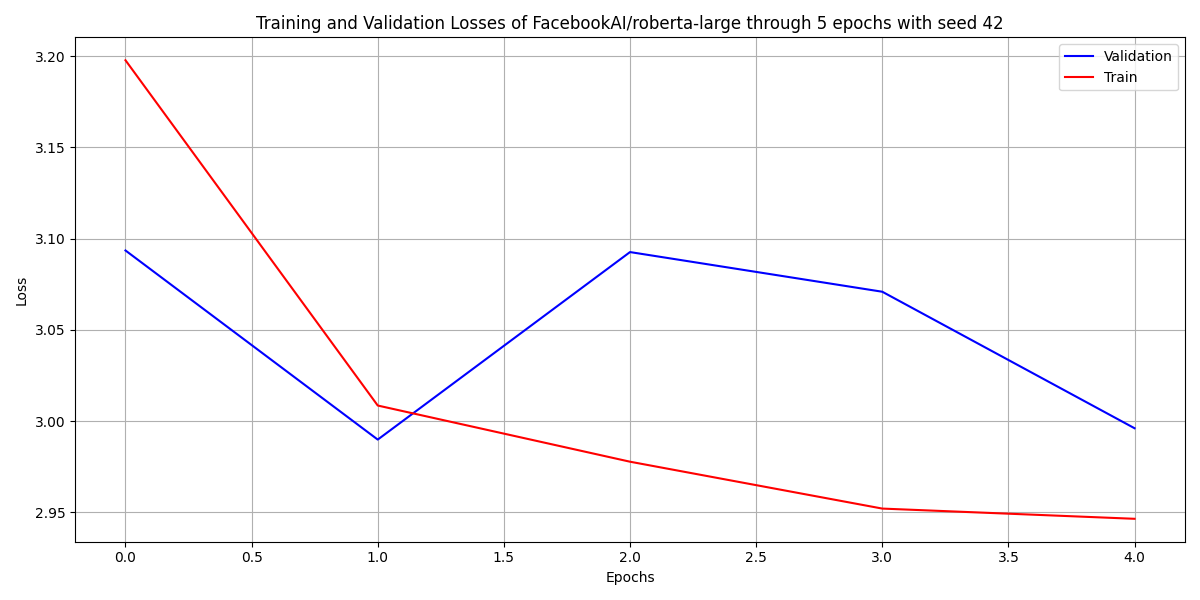 Training and Validation Losses of FacebookAI/roberta-large through 5 epochs with seed 42
Validation
Train
3.20
3.15
3.10
3.05
3.00
2.95
Loss
0.0 0.5 1.0 1.5 2.0 2.5 3.0 3.5 4.0
Epochs